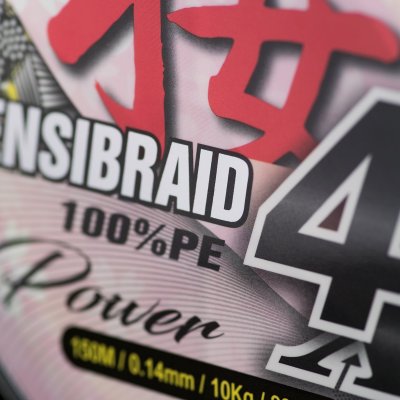 ENSIBRAID
100%PE
Power
4
150M / 0.14mm / 10Kg /